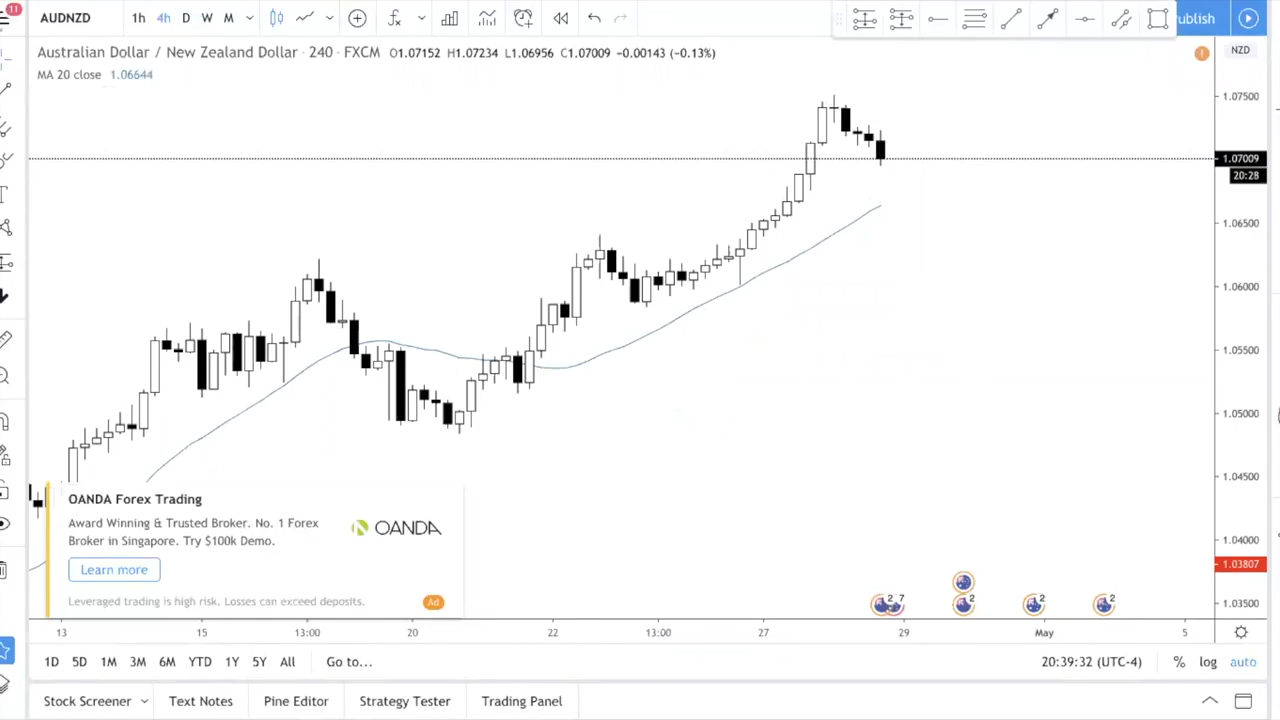 11
AUDNZD 1h 4h D W M ublish
Australian Dollar / New Zealand Dollar · 240 · FXCM O1.07152 H1.07234 L1.06956 C1.07009 −0.00143 (−0.13%)
NZD
MA 20 close 1.06644
1.07500
1.07009
20:28
1.06500
1.06000
1.05500
1.05000
1.04500
1.04000
1.03807
1.03500
OANDA Forex Trading
Award Winning & Trusted Broker. No. 1 Forex
Broker in Singapore. Try $100k Demo.
OANDA
Learn more
Leveraged trading is high risk. Losses can exceed deposits.
Ad
2 7 2 2 2
13 15 13:00 20 22 13:00 27 29 May 5
1D 5D 1M 3M 6M YTD 1Y 5Y All Go to... 20:39:32 (UTC-4) % log auto
Stock Screener Text Notes Pine Editor Strategy Tester Trading Panel